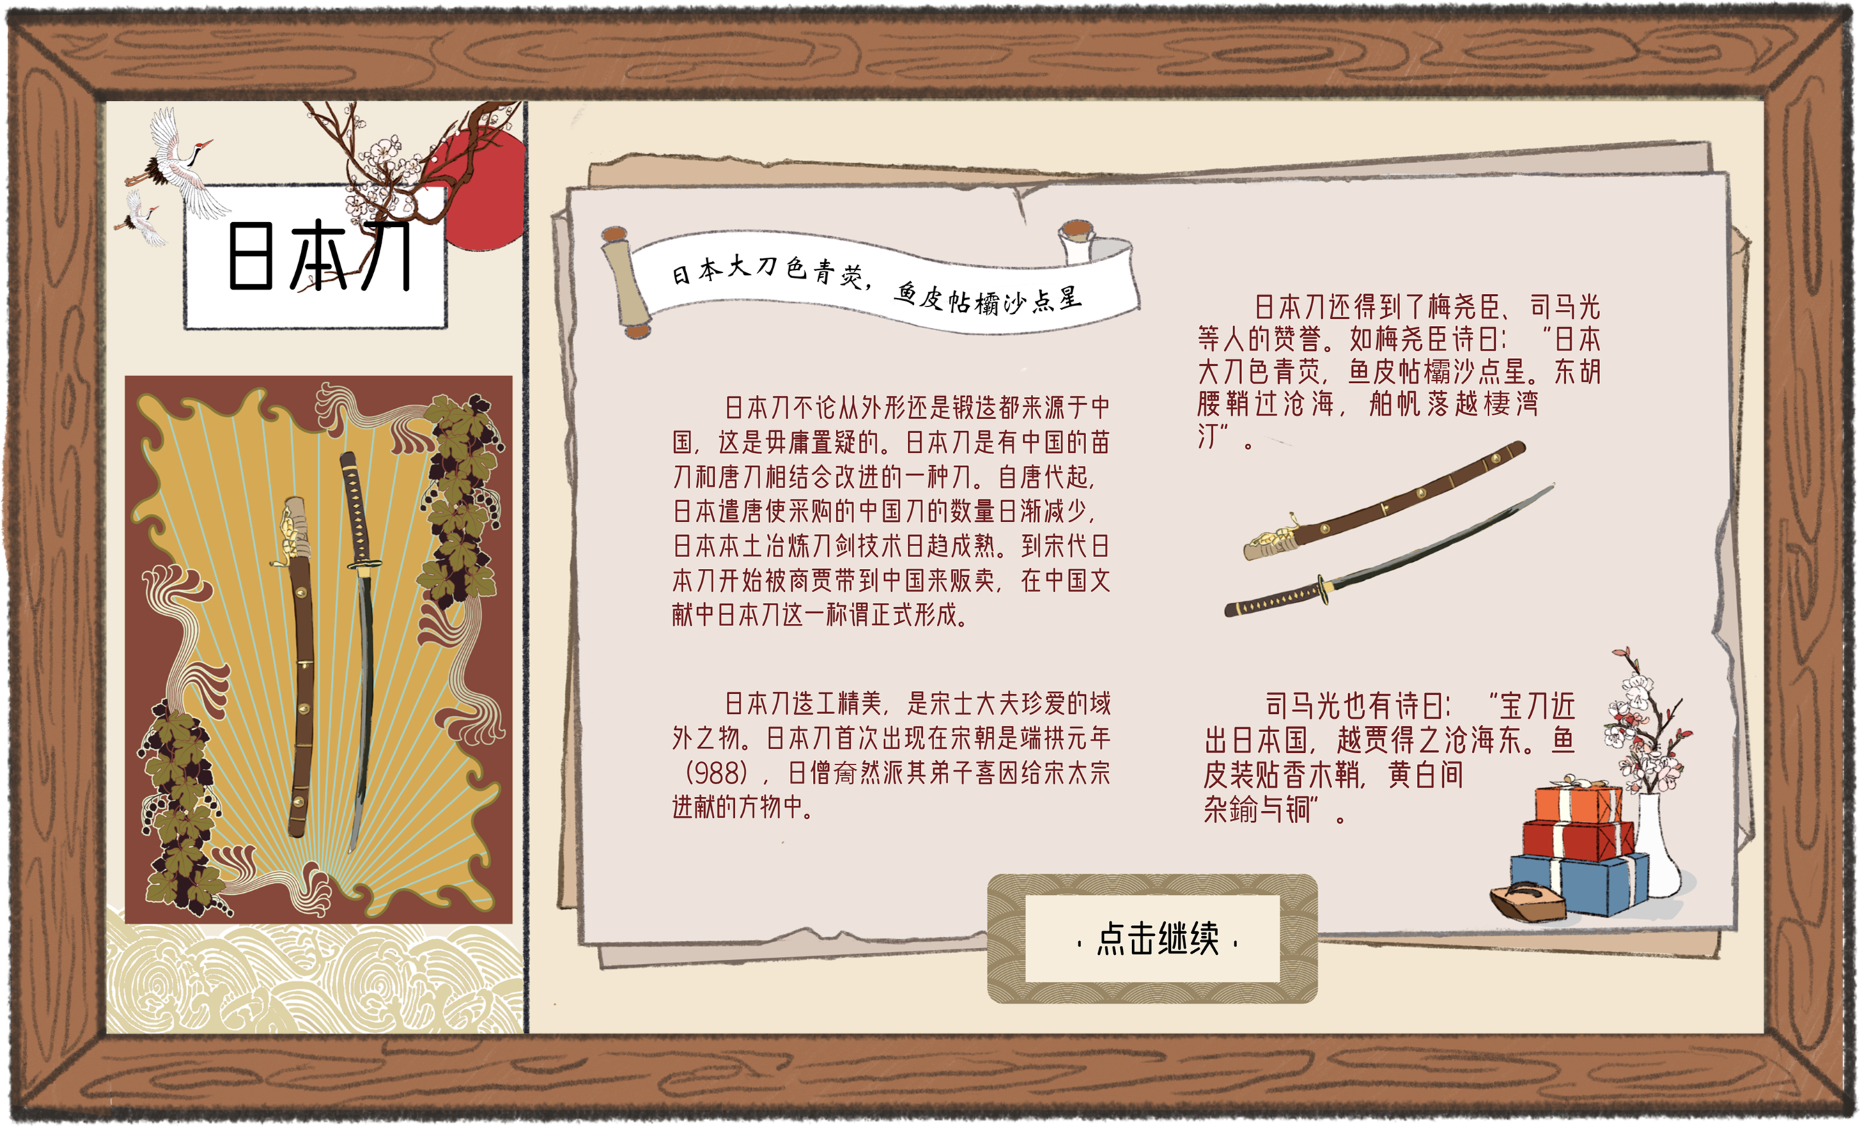 日本刀
日本大刀色青荧，鱼皮帖欛沙点星
日本刀不论从外形还是锻造都来源于中
国，这是毋庸置疑的。日本刀是有中国的苗
刀和唐刀相结合改进的一种刀。自唐代起，
日本遣唐使采购的中国刀的数量日渐减少，
日本本土冶炼刀剑技术日趋成熟。到宋代日
本刀开始被商贾带到中国来贩卖，在中国文
献中日本刀这一称谓正式形成。
日本刀造工精美，是宋士大夫珍爱的域
外之物。日本刀首次出现在宋朝是端拱元年
（988），日僧奝然派其弟子喜因给宋太宗
进献的方物中。
日本刀还得到了梅尧臣、司马光
等人的赞誉。如梅尧臣诗曰：“日本
大刀色青荧，鱼皮帖欛沙点星。东胡
腰鞘过沧海，舶帆落越棲湾
汀”。
司马光也有诗曰：“宝刀近
出日本国，越贾得之沧海东。鱼
皮装贴香木鞘，黄白间
杂鍮与铜”。
· 点击继续 ·